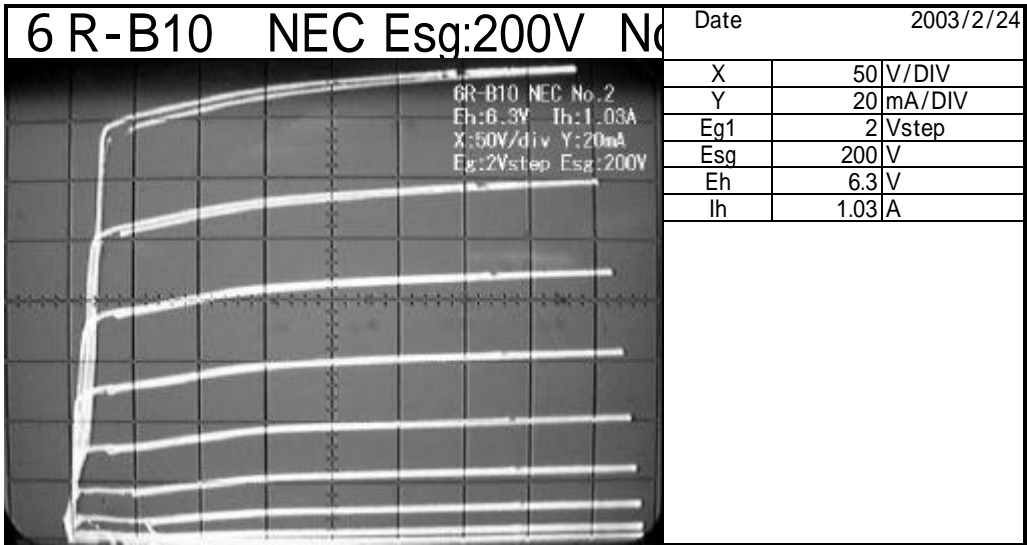 6R-B10 NEC Esg:200V
Date 2003/2/24
6R-B10 NEC No.2
Eh:6.3V Ih:1.03A
X:50V/div Y:20mA
Eg:2Vstep Esg:200V
X 50 V/DIV
Y 20 mA/DIV
Eg1 2 Vstep
Esg 200 V
Eh 6.3 V
Ih 1.03 A